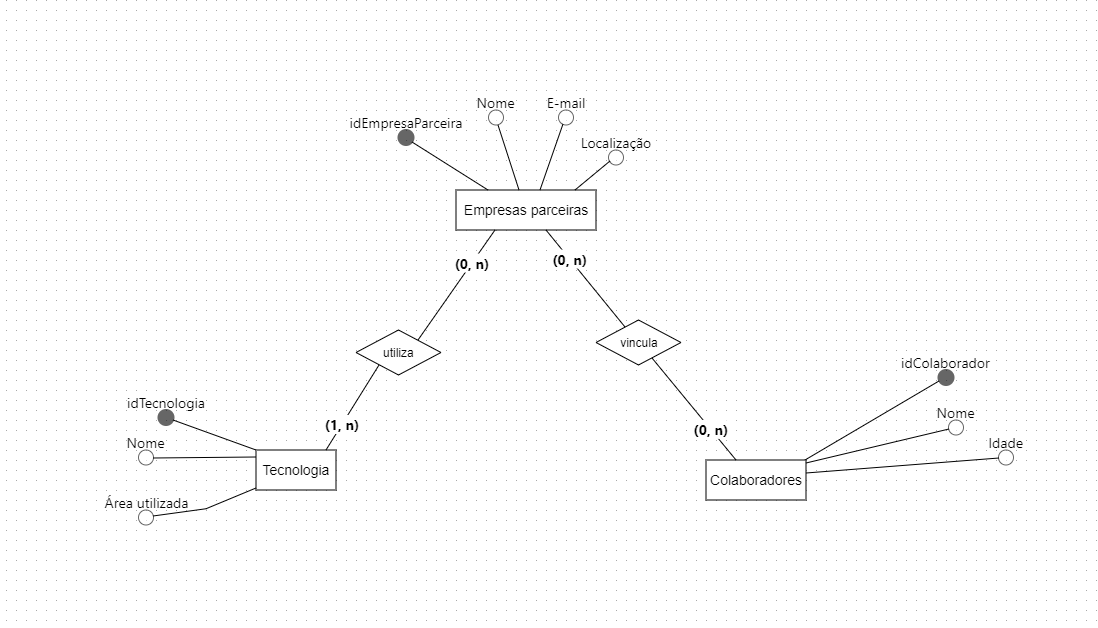 Nome
E-mail
idEmpresaParceira
Localização
Empresas parceiras
(0, n)
(0, n)
utiliza
vincula
idColaborador
idTecnologia
Nome
(1, n)
(0, n)
Nome
Idade
Tecnologia
Colaboradores
Área utilizada